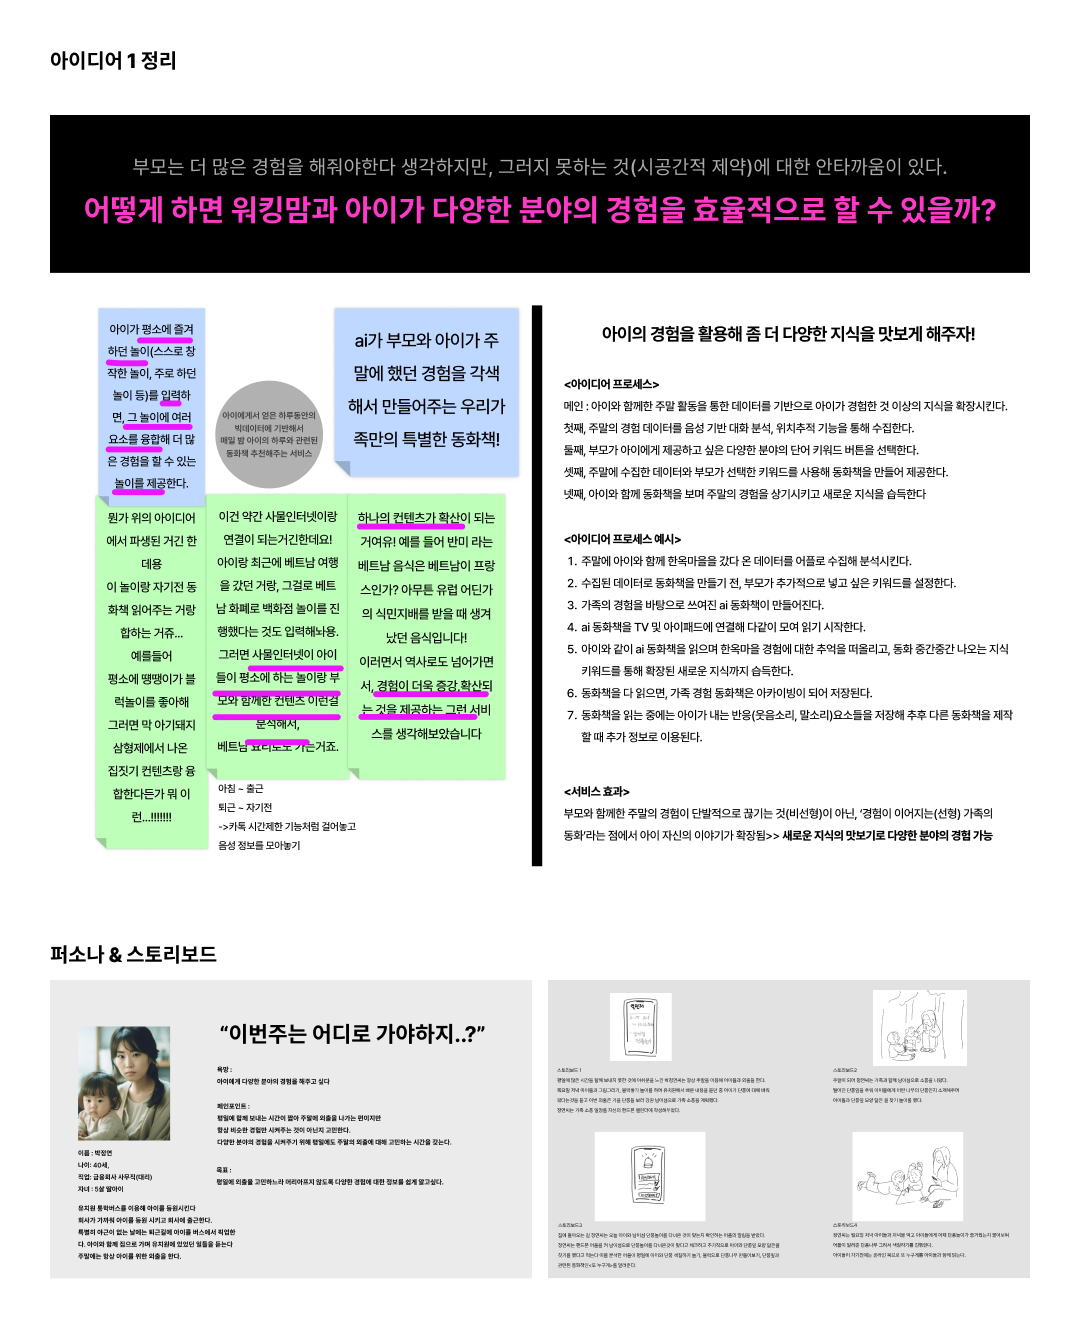 아이디어 1 정리
부모는 더 많은 경험을 해줘야한다 생각하지만, 그러지 못하는 것(시공간적 제약)에 대한 안타까움이 있다.
어떻게 하면 워킹맘과 아이가 다양한 분야의 경험을 효율적으로 할 수 있을까?
아이가 평소에 즐겨
하던 놀이(스스로 창
작한 놀이, 주로 하던
놀이 등)를 입력하
면, 그 놀이에 여러
요소를 융합해 더 많
은 경험을 할 수 있는
놀이를 제공한다.
아이에게서 얻은 하루동안의
빅데이터에 기반해서
매일 밤 아이의 하루와 관련된
동화책 추천해주는 서비스
ai가 부모와 아이가 주
말에 했던 경험을 각색
해서 만들어주는 우리가
족만의 특별한 동화책!
뭔가 위의 아이디어
에서 파생된 거긴 한
데용
이 놀이랑 자기전 동
화책 읽어주는 거랑
합하는 거쥬...
예를들어
평소에 땡땡이가 블
럭놀이를 좋아해
그러면 막 아기돼지
삼형제에서 나온
집짓기 컨텐츠랑 융
합한다든가 뭐 이
런...!!!!!!!
이건 약간 사물인터넷이랑
연결이 되는거긴한데요!
아이랑 최근에 베트남 여행
을 갔던 거랑, 그걸로 베트
남 화폐로 백화점 놀이를 진
행했다는 것도 입력해놔용.
그러면 사물인터넷이 아이
들이 평소에 하는 놀이랑 부
모와 함께한 컨텐츠 이런걸
분석해서,
베트남 요리로도 가는거죠.
하나의 컨텐츠가 확산이 되는
거여유! 예를 들어 반미 라는
베트남 음식은 베트남이 프랑
스인가? 아무튼 유럽 어딘가
의 식민지배를 받을 때 생겨
났던 음식입니다!
이러면서 역사로도 넘어가면
서, 경험이 더욱 증강,확산되
는 것을 제공하는 그런 서비
스를 생각해보았습니다
아침 ~ 출근
퇴근 ~ 자기전
->카톡 시간제한 기능처럼 걸어놓고
음성 정보를 모아놓기
아이의 경험을 활용해 좀 더 다양한 지식을 맛보게 해주자!
<아이디어 프로세스>
메인 : 아이와 함께한 주말 활동을 통한 데이터를 기반으로 아이가 경험한 것 이상의 지식을 확장시킨다.
첫째, 주말의 경험 데이터를 음성 기반 대화 분석, 위치추적 기능을 통해 수집한다.
둘째, 부모가 아이에게 제공하고 싶은 다양한 분야의 단어 키워드 버튼을 선택한다.
셋째, 주말에 수집한 데이터와 부모가 선택한 키워드를 사용해 동화책을 만들어 제공한다.
넷째, 아이와 함께 동화책을 보며 주말의 경험을 상기시키고 새로운 지식을 습득한다
<아이디어 프로세스 예시>
1. 주말에 아이와 함께 한옥마을을 갔다 온 데이터를 어플로 수집해 분석시킨다.
2. 수집된 데이터로 동화책을 만들기 전, 부모가 추가적으로 넣고 싶은 키워드를 설정한다.
3. 가족의 경험을 바탕으로 쓰여진 ai 동화책이 만들어진다.
4. ai 동화책을 TV 및 아이패드에 연결해 다같이 모여 읽기 시작한다.
5. 아이와 같이 ai 동화책을 읽으며 한옥마을 경험에 대한 추억을 떠올리고, 동화 중간중간 나오는 지식
키워드를 통해 확장된 새로운 지식까지 습득한다.
6. 동화책을 다 읽으면, 가족 경험 동화책은 아카이빙이 되어 저장된다.
7. 동화책을 읽는 중에는 아이가 내는 반응(웃음소리, 말소리)요소들을 저장해 추후 다른 동화책을 제작
할 때 추가 정보로 이용된다.
<서비스 효과>
부모와 함께한 주말의 경험이 단발적으로 끊기는 것(비선형)이 아닌, ‘경험이 이어지는(선형) 가족의
동화’라는 점에서 아이 자신의 이야기가 확장됨>> 새로운 지식의 맛보기로 다양한 분야의 경험 가능
퍼소나 & 스토리보드
“이번주는 어디로 가야하지..?”
욕망 :
아이에게 다양한 분야의 경험을 해주고 싶다
페인포인트 :
평일에 함께 보내는 시간이 짧아 주말에 외출을 나가는 편이지만
항상 비슷한 경험만 시켜주는 것이 아닌지 고민한다.
다양한 분야의 경험을 시켜주기 위해 평일에도 주말의 외출에 대해 고민하는 시간을 갖는다.
목표 :
평일에 외출을 고민하느라 머리아프지 않도록 다양한 경험에 대한 정보를 쉽게 알고싶다.
이름 : 박정연
나이: 40세,
직업: 금융회사 사무직(대리)
자녀 : 5살 딸아이
유치원 통학버스를 이용해 아이를 등원시킨다
회사가 가까워 아이를 등원 시키고 회사에 출근한다.
특별히 야근이 없는 날에는 퇴근길에 아이를 버스에서 픽업한
다. 아이와 함께 집으로 가며 유치원에 있었던 일들을 듣는다
주말에는 항상 아이를 위한 외출을 한다.
스토리보드 1
스토리보드2
스토리보드3
스토리보드4